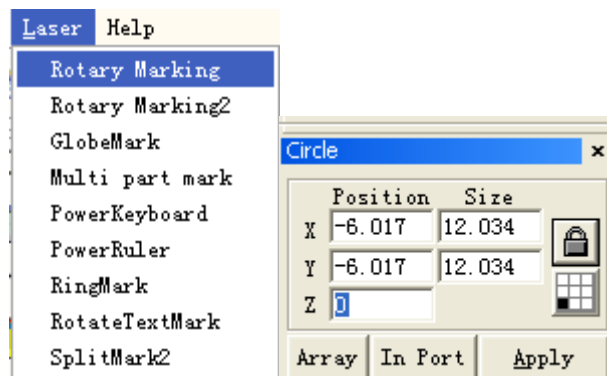 Laser Help
Rotary Marking
Rotary Marking2
GlobeMark
Multi part mark
PowerKeyboard
PowerRuler
RingMark
RotateTextMark
SplitMark2
Circle ×
Position Size
X -6.017 12.034
Y -6.017 12.034
Z 0
Array In Port Apply